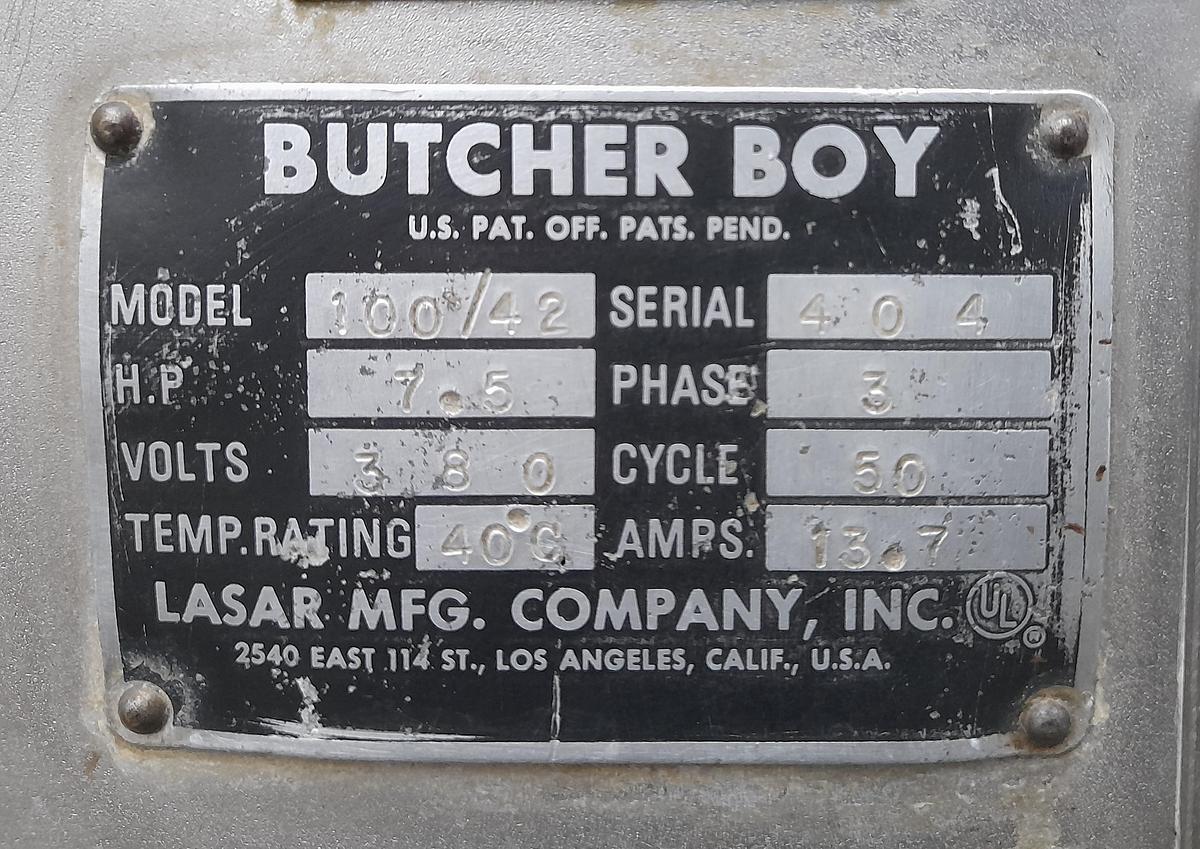 BUTCHER BOY
U.S. PAT. OFF. PATS. PEND.
MODEL 100/42 SERIAL 404
H.P 7.5 PHASE 3
VOLTS 380 CYCLE 50
TEMP.RATING 40°C AMPS. 13.7
LASAR MFG. COMPANY, INC. UL ®
2540 EAST 114 ST., LOS ANGELES, CALIF., U.S.A.